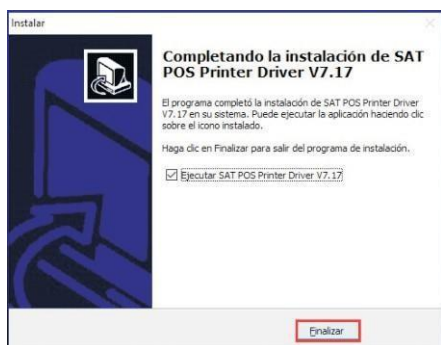 Instalar
Completando la instalación de SAT
POS Printer Driver V7.17
El programa completó la instalación de SAT POS Printer Driver
V7.17 en su sistema. Puede ejecutar la aplicación haciendo clic
sobre el icono instalado.
Haga clic en Finalizar para salir del programa de instalación.
Ejecutar SAT POS Printer Driver V7.17
Finalizar